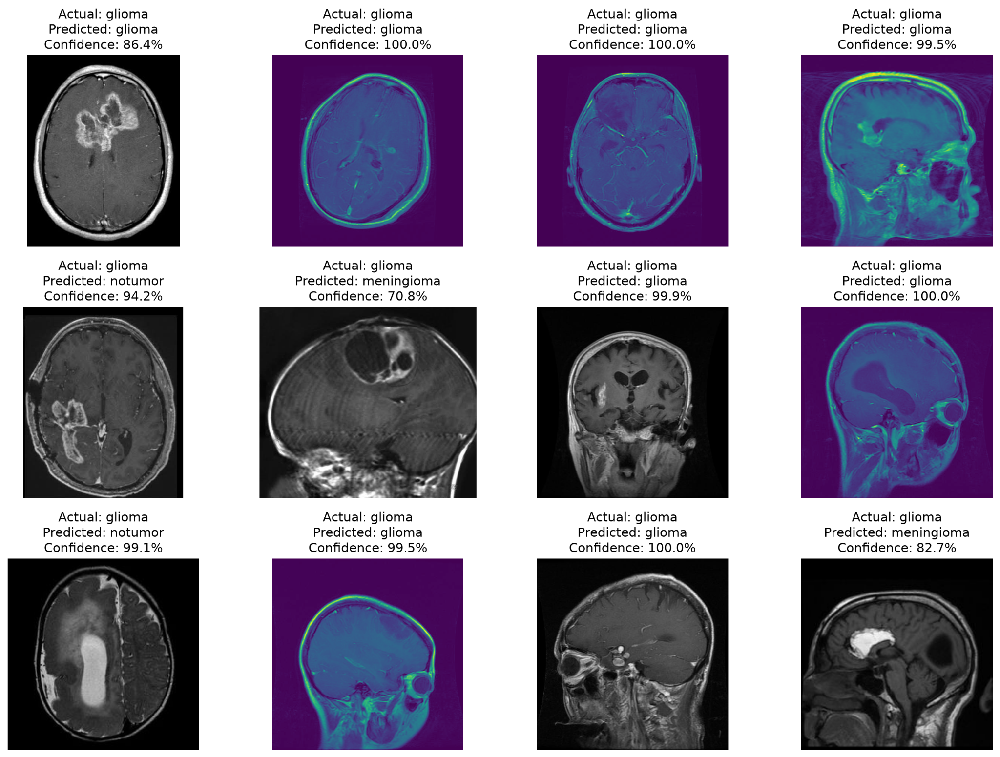 Actual: glioma
Predicted: glioma
Confidence: 86.4%
Actual: glioma
Predicted: glioma
Confidence: 100.0%
Actual: glioma
Predicted: glioma
Confidence: 100.0%
Actual: glioma
Predicted: glioma
Confidence: 99.5%
Actual: glioma
Predicted: notumor
Confidence: 94.2%
Actual: glioma
Predicted: meningioma
Confidence: 70.8%
Actual: glioma
Predicted: glioma
Confidence: 99.9%
Actual: glioma
Predicted: glioma
Confidence: 100.0%
Actual: glioma
Predicted: notumor
Confidence: 99.1%
Actual: glioma
Predicted: glioma
Confidence: 99.5%
Actual: glioma
Predicted: glioma
Confidence: 100.0%
Actual: glioma
Predicted: meningioma
Confidence: 82.7%